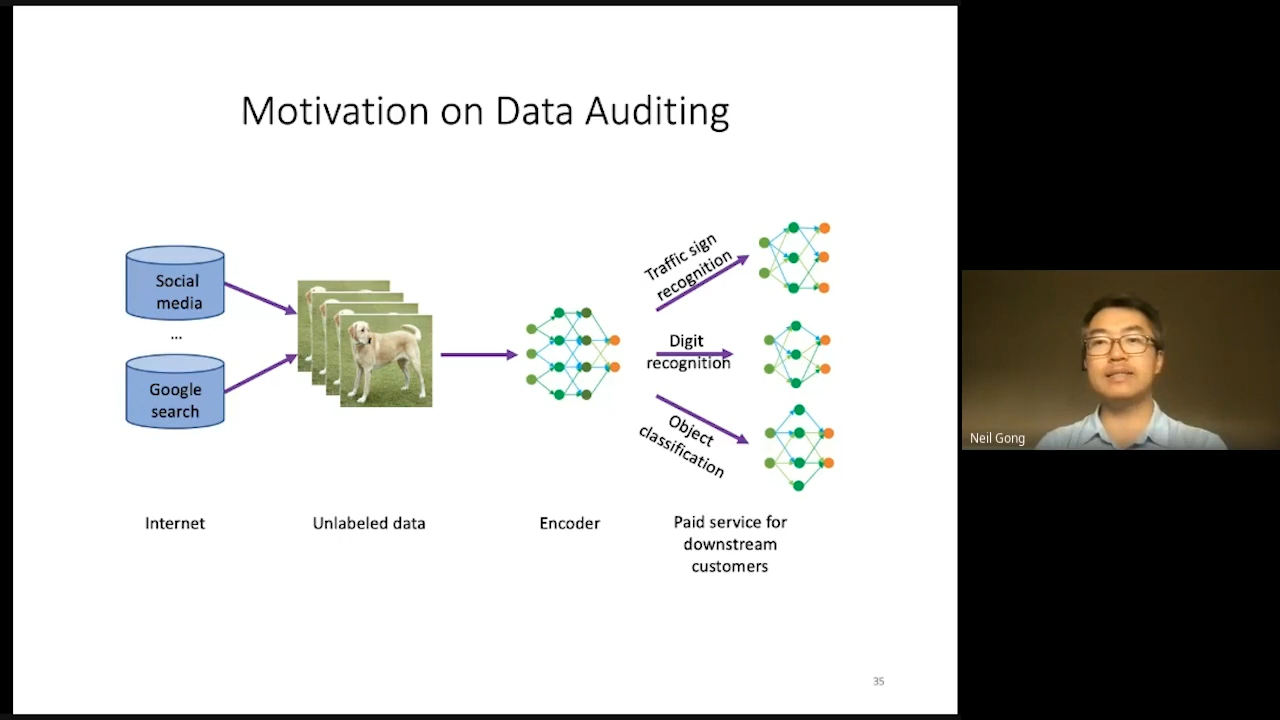 Motivation on Data Auditing
Social
media
...
Google
search
Traffic sign
recognition
Digit
recognition
Object
classification
Internet
Unlabeled data
Encoder
Paid service for
downstream
customers
35
Neil Gong